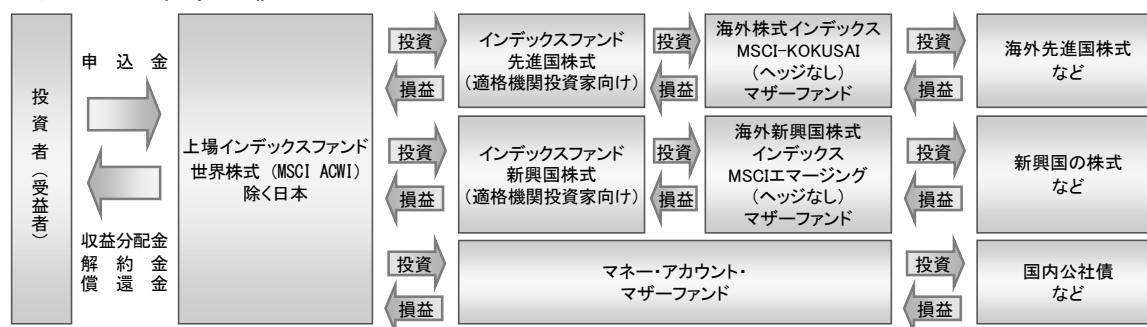 投資者（受益者）
申込金
収益分配金
解約金
償還金
上場インデックスファンド
世界株式（MSCI ACWI）
除く日本
投資
損益
インデックスファンド
先進国株式
（適格機関投資家向け）
投資
損益
海外株式インデックス
MSCI-KOKUSAI
（ヘッジなし）
マザーファンド
投資
損益
海外先進国株式
など
投資
損益
インデックスファンド
新興国株式
（適格機関投資家向け）
投資
損益
海外新興国株式
インデックス
MSCIエマージング
（ヘッジなし）
マザーファンド
投資
損益
新興国の株式
など
投資
損益
マネー・アカウント・
マザーファンド
投資
損益
国内公社債
など